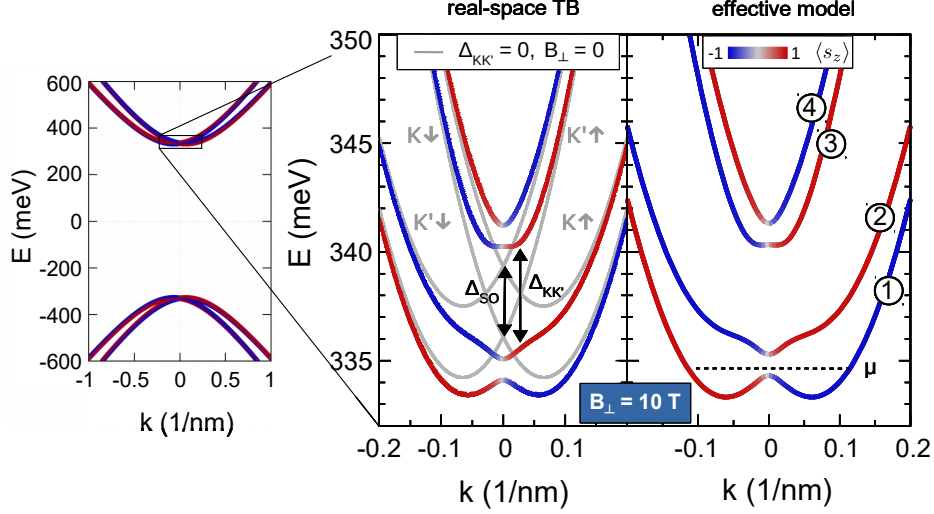 real-space TB
effective model
Δ_KK' = 0, B_⊥ = 0
-1 1 ⟨s_z⟩
E (meV)
600
400
200
0
-200
-400
-600
-1 -0.5 0 0.5 1
k (1/nm)
E (meV)
350
345
340
335
K↓
K'↑
K'↓
K↑
Δ_SO
Δ_KK'
4
3
2
1
μ
B_⊥ = 10 T
-0.2 -0.1 0 0.1
k (1/nm)
-0.1 0 0.1 0.2
k (1/nm)